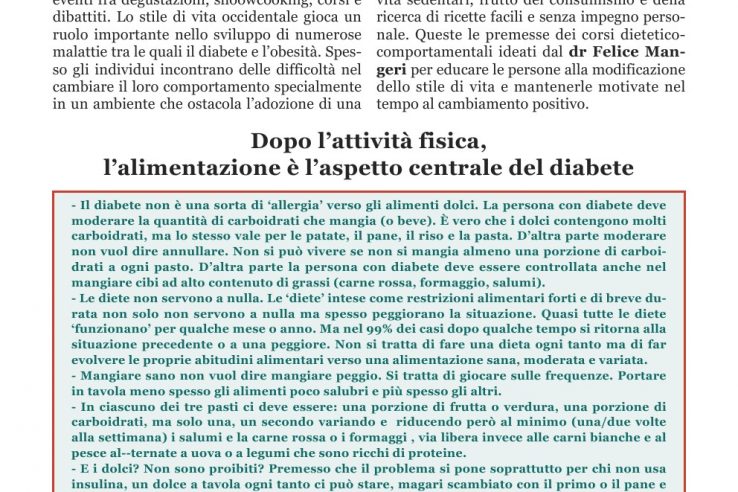 eventi fra degustazioni, showcooking, corsi e
dibattiti. Lo stile di vita occidentale gioca un
ruolo importante nello sviluppo di numerose
malattie tra le quali il diabete e l'obesità. Spes-
so gli individui incontrano delle difficoltà nel
cambiare il loro comportamento specialmente
in un ambiente che ostacola l'adozione di una
vita sedentari, frutto del consumismo e della
ricerca di ricette facili e senza impegno perso-
nale. Queste le premesse dei corsi dietetico-
comportamentali ideati dal dr Felice Man-
geri per educare le persone alla modificazione
dello stile di vita e mantenerle motivate nel
tempo al cambiamento positivo.
Dopo l'attività fisica,
l'alimentazione è l'aspetto centrale del diabete
- Il diabete non è una sorta di 'allergia' verso gli alimenti dolci. La persona con diabete deve
moderare la quantità di carboidrati che mangia (o beve). È vero che i dolci contengono molti
carboidrati, ma lo stesso vale per le patate, il pane, il riso e la pasta. D'altra parte moderare
non vuol dire annullare. Non si può vivere se non si mangia almeno una porzione di carboi-
drati a ogni pasto. D'altra parte la persona con diabete deve essere controllata anche nel
mangiare cibi ad alto contenuto di grassi (carne rossa, formaggio, salumi).
- Le diete non servono a nulla. Le 'diete' intese come restrizioni alimentari forti e di breve du-
rata non solo non servono a nulla ma spesso peggiorano la situazione. Quasi tutte le diete
'funzionano' per qualche mese o anno. Ma nel 99% dei casi dopo qualche tempo si ritorna alla
situazione precedente o a una peggiore. Non si tratta di fare una dieta ogni tanto ma di far
evolvere le proprie abitudini alimentari verso una alimentazione sana, moderata e variata.
- Mangiare sano non vuol dire mangiare peggio. Si tratta di giocare sulle frequenze. Portare
in tavola meno spesso gli alimenti poco salubri e più spesso gli altri.
- In ciascuno dei tre pasti ci deve essere: una porzione di frutta o verdura, una porzione di
carboidrati, ma solo una, un secondo variando e riducendo però al minimo (una/due volte
alla settimana) i salumi e la carne rossa o i formaggi , via libera invece alle carni bianche e al
pesce al--ternate a uova o a legumi che sono ricchi di proteine.
- E i dolci? Non sono proibiti? Premesso che il problema si pone soprattutto per chi non usa
insulina, un dolce a tavola ogni tanto ci può stare, magari scambiato con il primo o il pane e